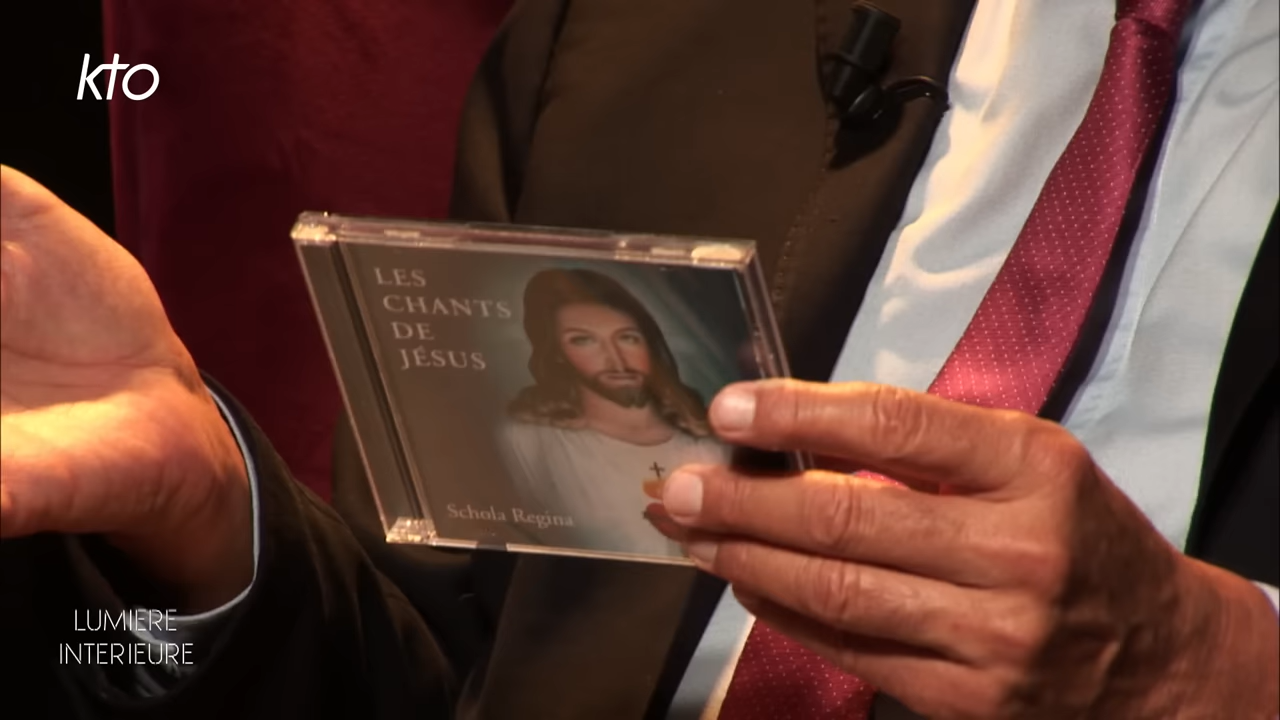 kto
LES
CHANTS
DE
JÉSUS
Schola Regina
LUMIERE
INTERIEURE